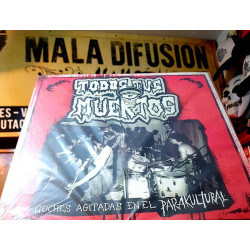 MALA DIFUSION
TODOS TUS
MUERTOS
NOCHES AGITADAS EN EL PARAKULTURAL